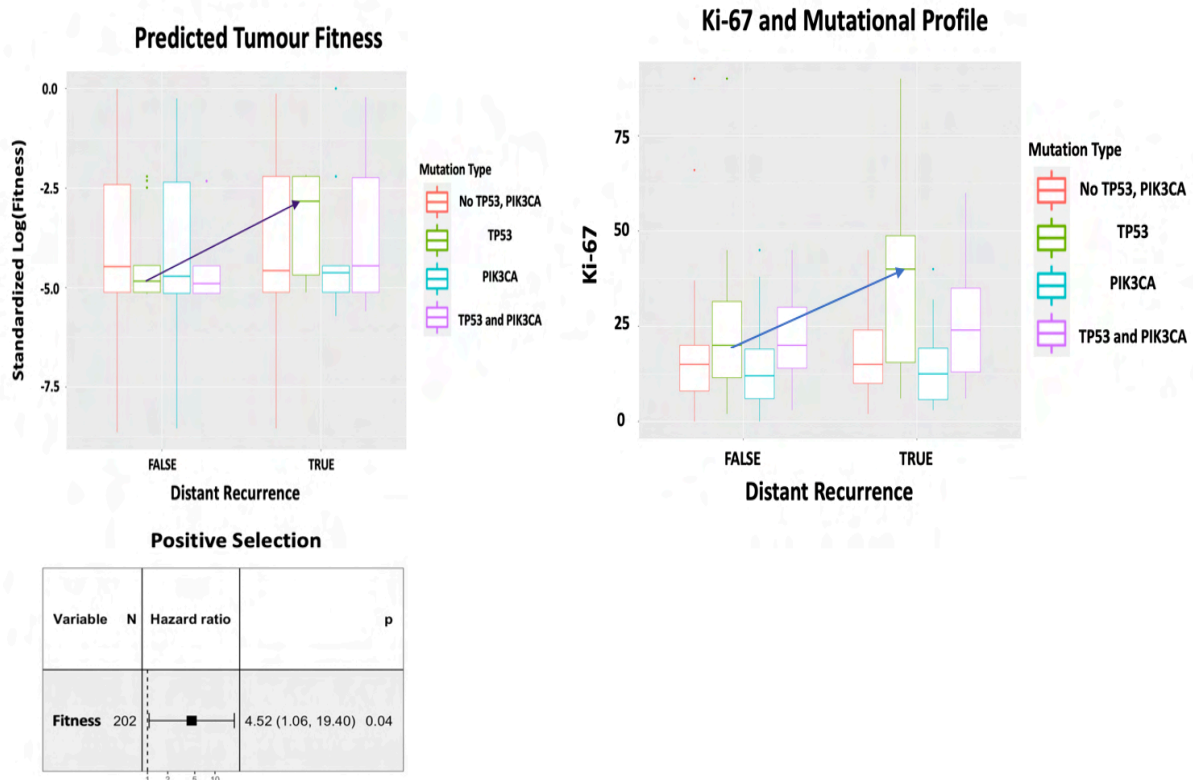 Predicted Tumour Fitness
Standardized Log(Fitness)
0.0
-2.5
-5.0
-7.5
FALSE
TRUE
Distant Recurrence
Mutation Type
No TP53, PIK3CA
TP53
PIK3CA
TP53 and PIK3CA
Ki-67 and Mutational Profile
Ki-67
75
50
25
0
FALSE
TRUE
Distant Recurrence
Mutation Type
No TP53, PIK3CA
TP53
PIK3CA
TP53 and PIK3CA
Positive Selection
Variable N Hazard ratio p
Fitness 202 4.52 (1.06, 19.40) 0.04